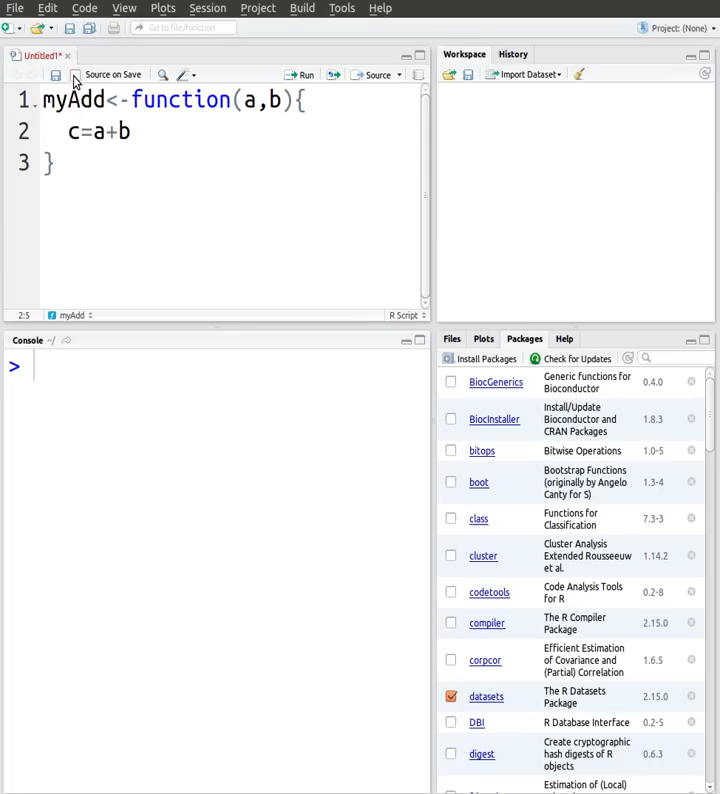 File Edit Code View Plots Session Project Build Tools Help
Go to file/function
Project: (None)
Untitled1*
Source on Save
Run
Source
1 myAdd<-function(a,b){
2 c=a+b
3 }
2:5 myAdd
R Script
Console ~/
>
Workspace History
Import Dataset
Files Plots Packages Help
Install Packages Check for Updates
BiocGenerics Generic functions for Bioconductor 0.4.0
BiocInstaller Install/Update Bioconductor and CRAN Packages 1.8.3
bitops Bitwise Operations 1.0-5
boot Bootstrap Functions (originally by Angelo Canty for S) 1.3-4
class Functions for Classification 7.3-3
cluster Cluster Analysis Extended Rousseeuw et al. 1.14.2
codetools Code Analysis Tools for R 0.2-8
compiler The R Compiler Package 2.15.0
corpcor Efficient Estimation of Covariance and (Partial) Correlation 1.6.5
datasets The R Datasets Package 2.15.0
DBI R Database Interface 0.2-5
digest Create cryptographic hash digests of R objects 0.6.3
Estimation of (Local)